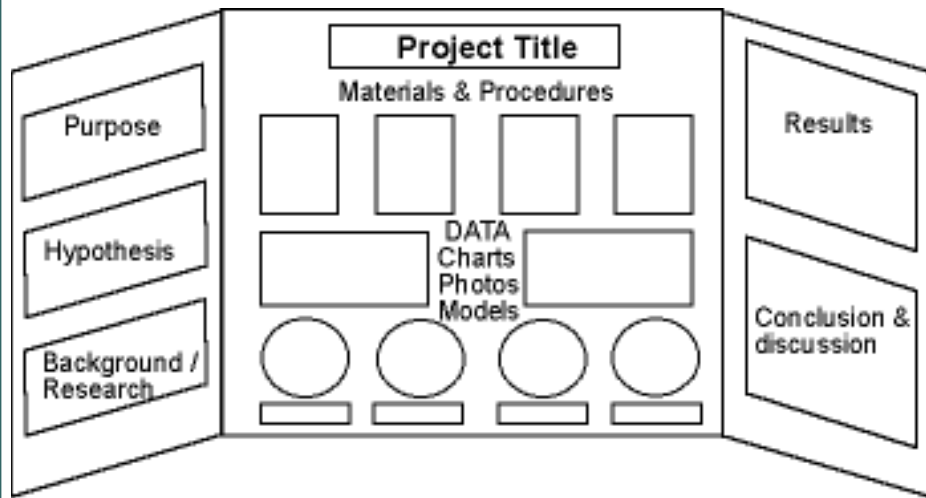 Project Title
Materials & Procedures
Purpose
Hypothesis
Background /
Research
DATA
Charts
Photos
Models
Results
Conclusion &
discussion